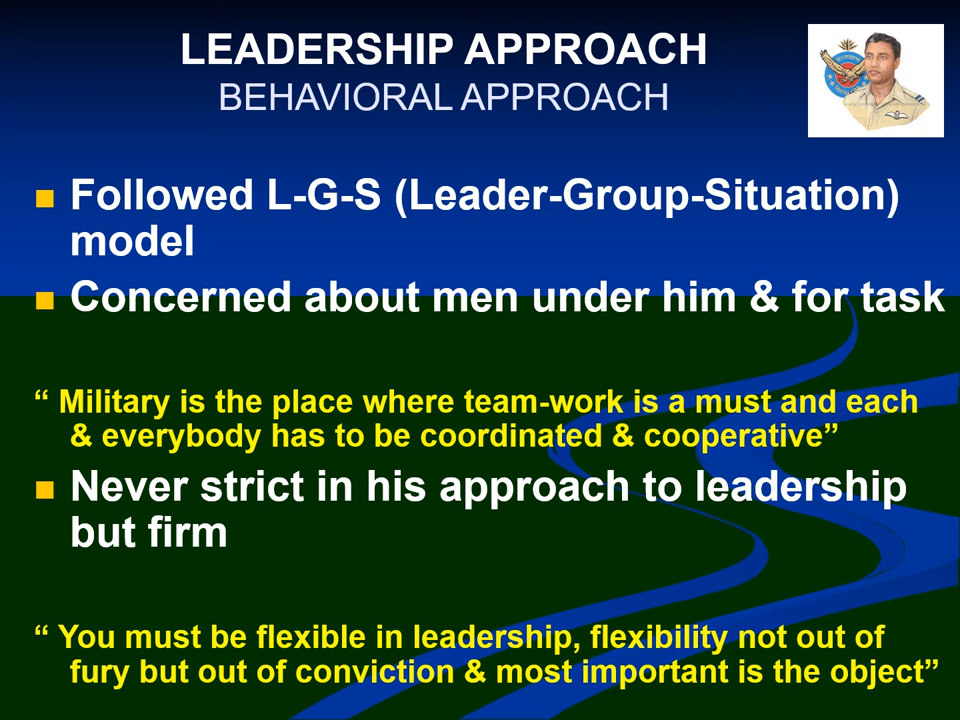 LEADERSHIP APPROACH
BEHAVIORAL APPROACH
Followed L-G-S (Leader-Group-Situation)
model
Concerned about men under him & for task
“ Military is the place where team-work is a must and each
& everybody has to be coordinated & cooperative”
Never strict in his approach to leadership
but firm
“ You must be flexible in leadership, flexibility not out of
fury but out of conviction & most important is the object”